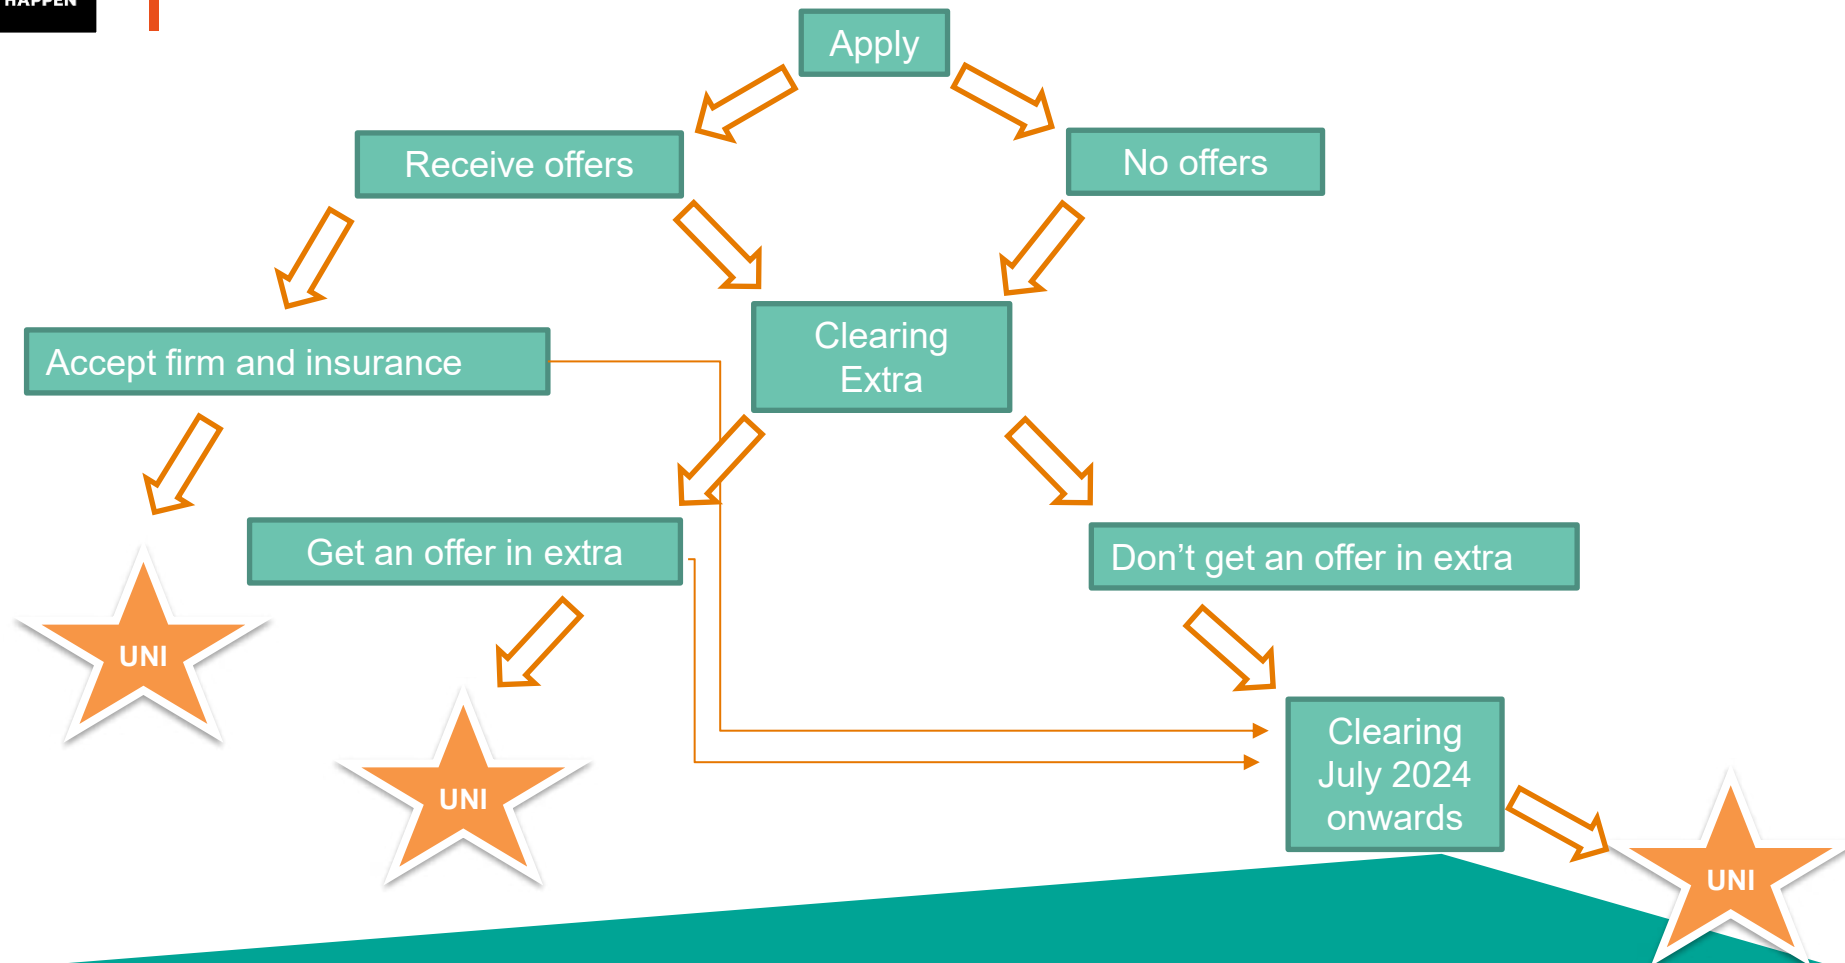 HAPPEN
Apply
Receive offers
No offers
Accept firm and insurance
Clearing
Extra
Get an offer in extra
Don’t get an offer in extra
UNI
UNI
Clearing
July 2024
onwards
UNI